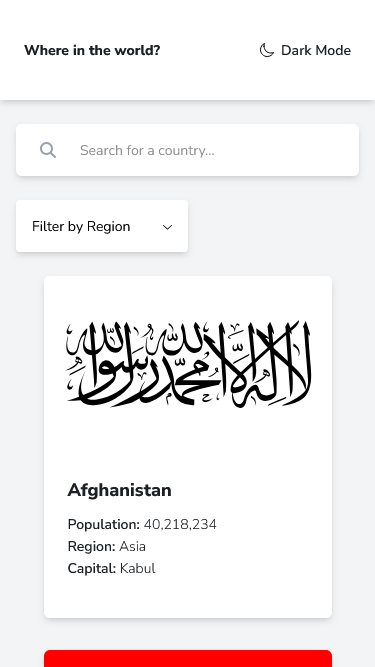 Where in the world?
Dark Mode
Search for a country...
Filter by Region
لا إله إلا الله محمد رسول الله
Afghanistan
Population: 40,218,234
Region: Asia
Capital: Kabul